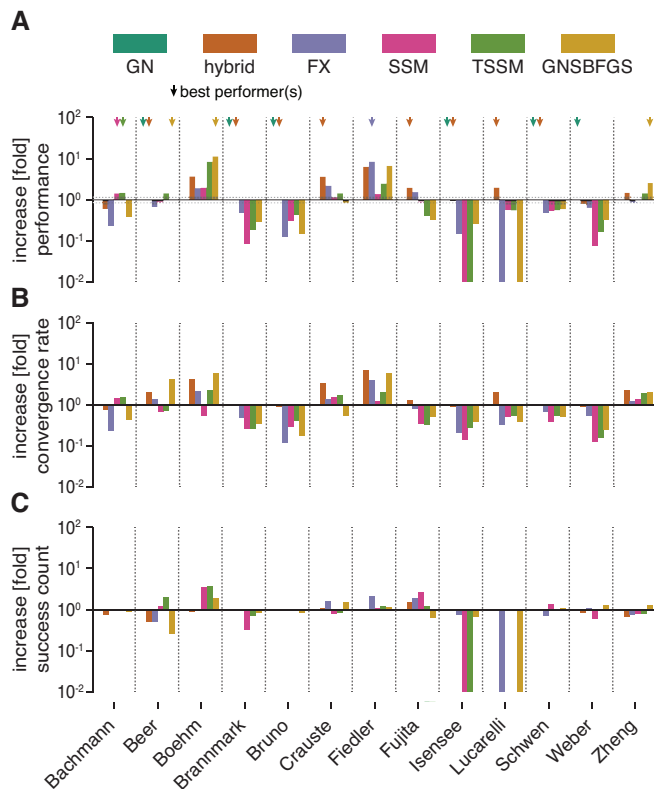 A
GN hybrid FX SSM TSSM GNSBFGS
best performer(s)
increase [fold]
performance
10²
10¹
10⁰
10⁻¹
10⁻²
B
increase [fold]
convergence rate
10²
10¹
10⁰
10⁻¹
10⁻²
C
increase [fold]
success count
10²
10¹
10⁰
10⁻¹
10⁻²
Bachmann
Beer
Boehm
Brannmark
Bruno
Crauste
Fiedler
Fujita
Isensee
Lucarelli
Schwen
Weber
Zheng